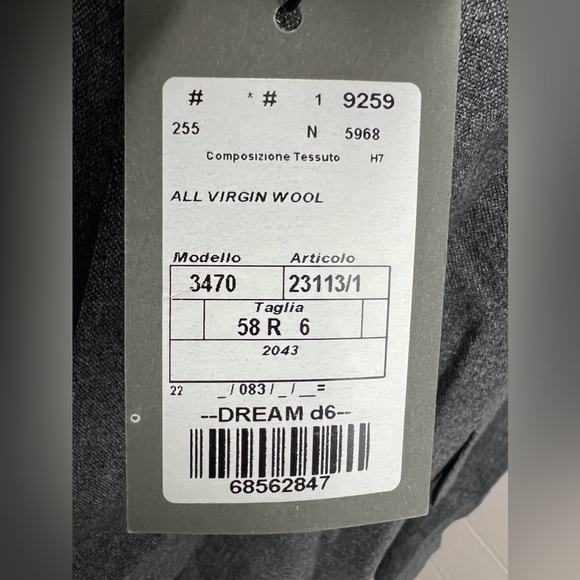 # * # 1 9259
255 N 5968
Composizione Tessuto H7
ALL VIRGIN WOOL
Modello Articolo
3470 23113/1
Taglia
58 R 6
2043
22 _ / 083 / _ / __=
--DREAM d6--
68562847